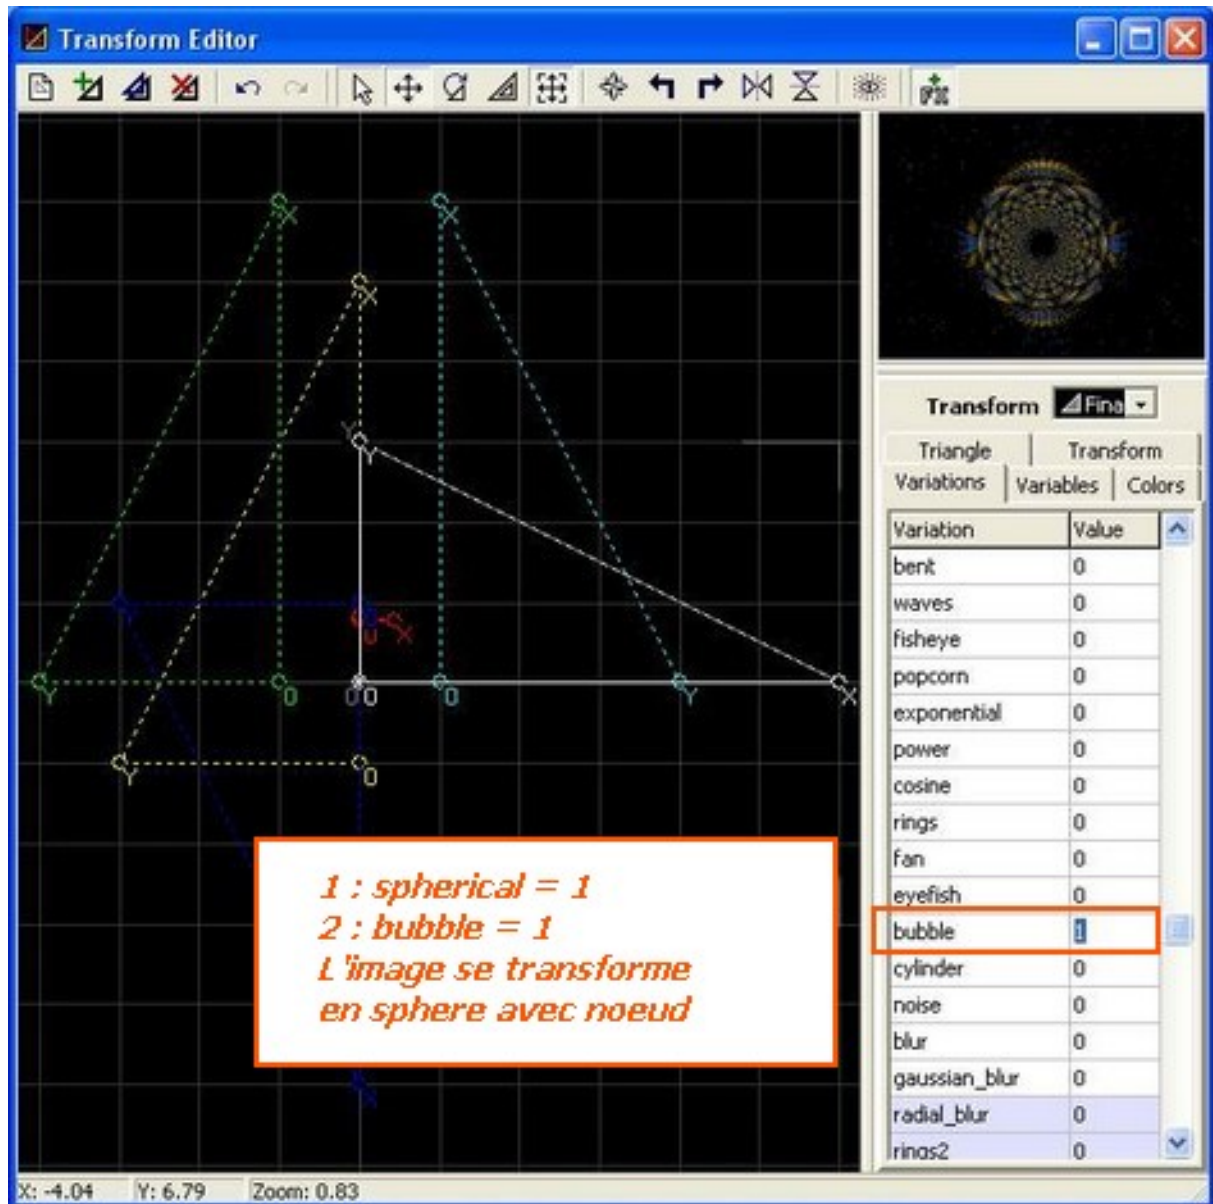 Transform Editor
X
X
X
Y
Y
u
X
Y
O
O
O
O
Y
X
Y
O
X
1 : spherical = 1
2 : bubble = 1
L'image se transforme
en sphere avec noeud
Transform Fina
Triangle Transform
Variations Variables Colors
Variation Value
bent 0
waves 0
fisheye 0
popcorn 0
exponential 0
power 0
cosine 0
rings 0
fan 0
eyefish 0
bubble 1
cylinder 0
noise 0
blur 0
gaussian_blur 0
radial_blur 0
rings2 0
X: -4.04 Y: 6.79 Zoom: 0.83